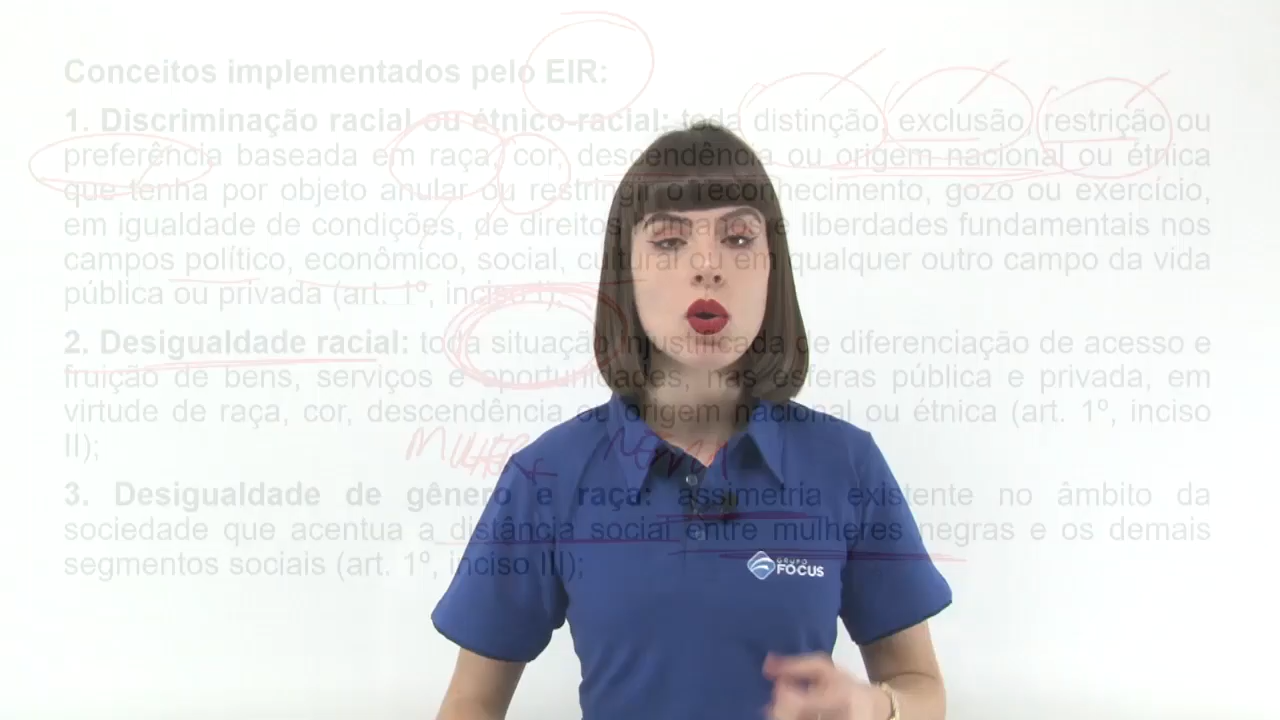 Conceitos implementados pelo EIR:
1. Discriminação racial ou étnico-racial: toda distinção, exclusão, restrição ou
preferência baseada em raça, cor, descendência ou origem nacional ou étnica
que tenha por objeto anular ou restringir o reconhecimento, gozo ou exercício,
em igualdade de condições, de direitos e liberdades fundamentais nos
campos político, econômico, social, cultural ou em qualquer outro campo da vida
pública ou privada (art. 1º, inciso I);
2. Desigualdade racial: toda situação injustificada de diferenciação de acesso e
fruição de bens, serviços e oportunidades, nas esferas pública e privada, em
virtude de raça, cor, descendência ou origem nacional ou étnica (art. 1º, inciso
II);
MULHER NEGRA
3. Desigualdade de gênero e raça: assimetria existente no âmbito da
sociedade que acentua a distância social entre mulheres negras e os demais
segmentos sociais (art. 1º, inciso III);
GRUPO
FOCUS